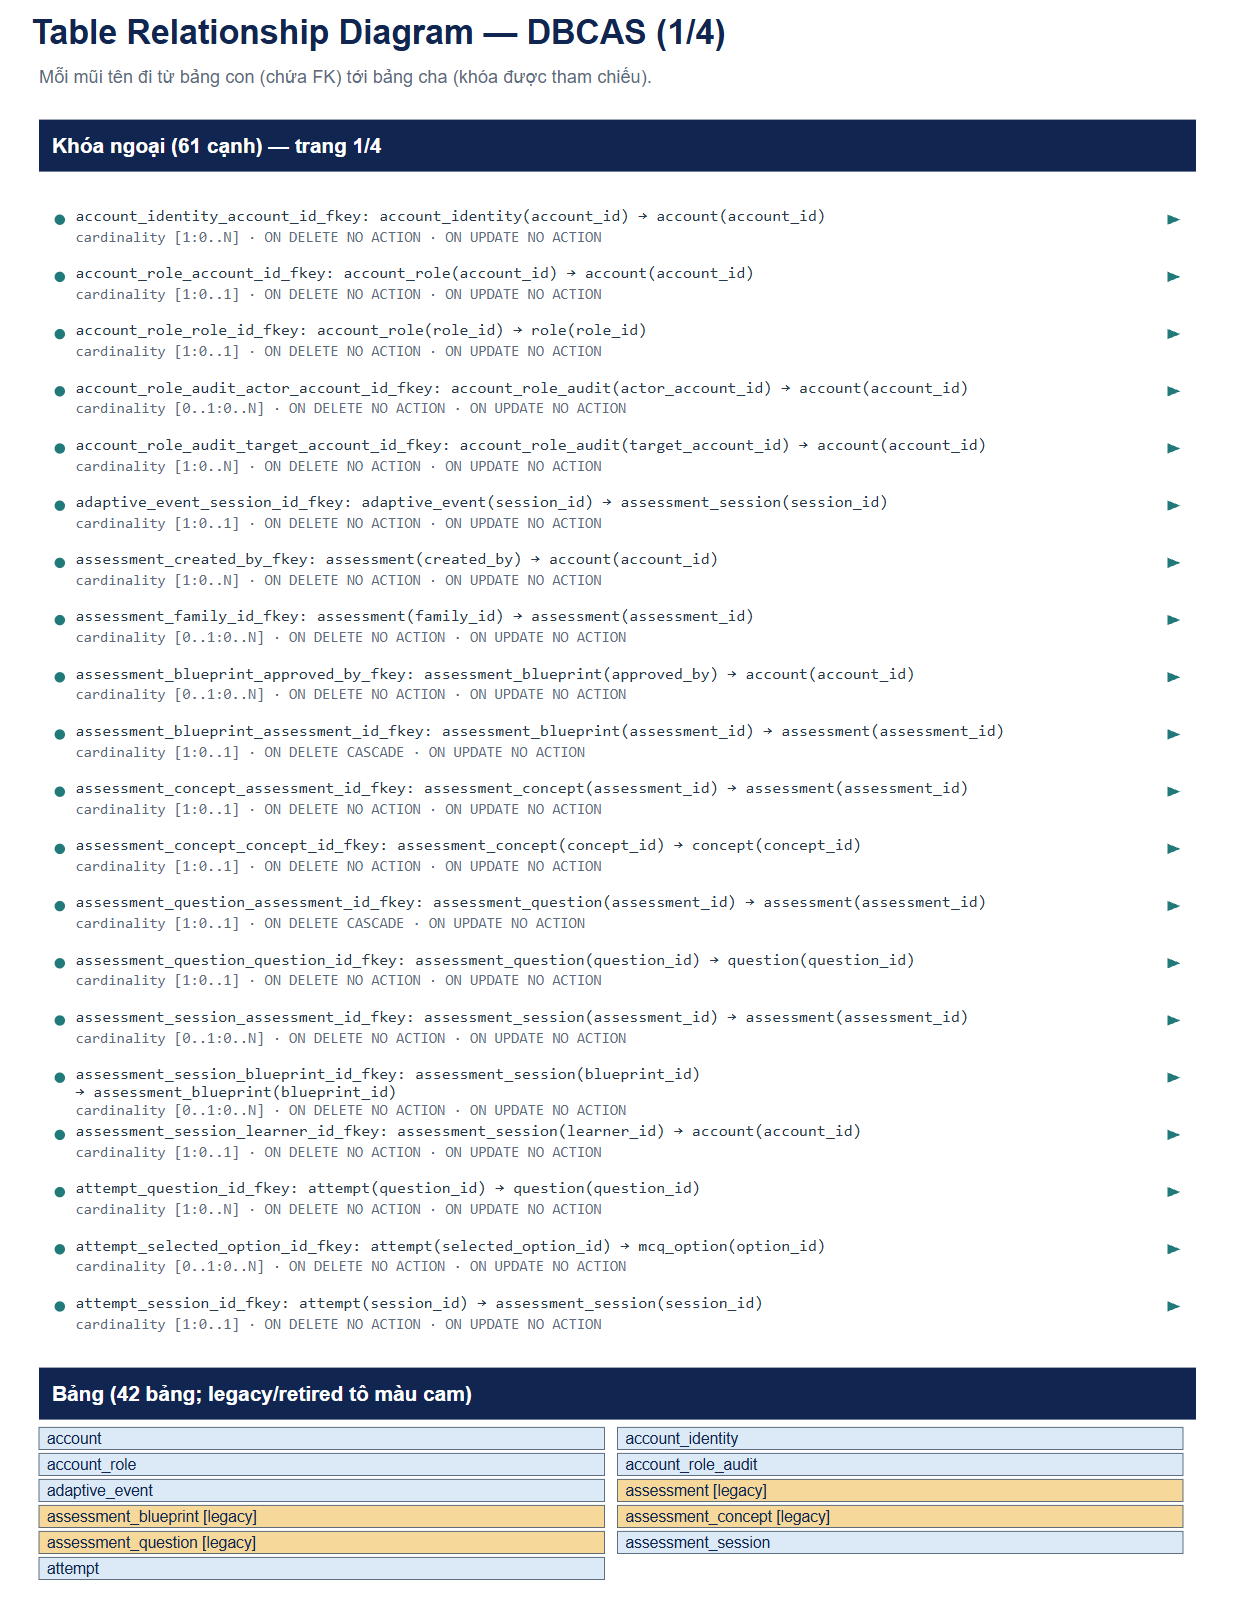 Table Relationship Diagram — DBCAS (1/4)
Mỗi mũi tên đi từ bảng con (chứa FK) tới bảng cha (khóa được tham chiếu).
Khóa ngoại (61 cạnh) — trang 1/4
account_identity_account_id_fkey: account_identity(account_id) → account(account_id)
cardinality [1:0..N] · ON DELETE NO ACTION · ON UPDATE NO ACTION
account_role_account_id_fkey: account_role(account_id) → account(account_id)
cardinality [1:0..1] · ON DELETE NO ACTION · ON UPDATE NO ACTION
account_role_role_id_fkey: account_role(role_id) → role(role_id)
cardinality [1:0..1] · ON DELETE NO ACTION · ON UPDATE NO ACTION
account_role_audit_actor_account_id_fkey: account_role_audit(actor_account_id) → account(account_id)
cardinality [0..1:0..N] · ON DELETE NO ACTION · ON UPDATE NO ACTION
account_role_audit_target_account_id_fkey: account_role_audit(target_account_id) → account(account_id)
cardinality [1:0..N] · ON DELETE NO ACTION · ON UPDATE NO ACTION
adaptive_event_session_id_fkey: adaptive_event(session_id) → assessment_session(session_id)
cardinality [1:0..1] · ON DELETE NO ACTION · ON UPDATE NO ACTION
assessment_created_by_fkey: assessment(created_by) → account(account_id)
cardinality [1:0..N] · ON DELETE NO ACTION · ON UPDATE NO ACTION
assessment_family_id_fkey: assessment(family_id) → assessment(assessment_id)
cardinality [0..1:0..N] · ON DELETE NO ACTION · ON UPDATE NO ACTION
assessment_blueprint_approved_by_fkey: assessment_blueprint(approved_by) → account(account_id)
cardinality [0..1:0..N] · ON DELETE NO ACTION · ON UPDATE NO ACTION
assessment_blueprint_assessment_id_fkey: assessment_blueprint(assessment_id) → assessment(assessment_id)
cardinality [1:0..1] · ON DELETE CASCADE · ON UPDATE NO ACTION
assessment_concept_assessment_id_fkey: assessment_concept(assessment_id) → assessment(assessment_id)
cardinality [1:0..1] · ON DELETE NO ACTION · ON UPDATE NO ACTION
assessment_concept_concept_id_fkey: assessment_concept(concept_id) → concept(concept_id)
cardinality [1:0..1] · ON DELETE NO ACTION · ON UPDATE NO ACTION
assessment_question_assessment_id_fkey: assessment_question(assessment_id) → assessment(assessment_id)
cardinality [1:0..1] · ON DELETE CASCADE · ON UPDATE NO ACTION
assessment_question_question_id_fkey: assessment_question(question_id) → question(question_id)
cardinality [1:0..1] · ON DELETE NO ACTION · ON UPDATE NO ACTION
assessment_session_assessment_id_fkey: assessment_session(assessment_id) → assessment(assessment_id)
cardinality [0..1:0..N] · ON DELETE NO ACTION · ON UPDATE NO ACTION
assessment_session_blueprint_id_fkey: assessment_session(blueprint_id)
→ assessment_blueprint(blueprint_id)
cardinality [0..1:0..N] · ON DELETE NO ACTION · ON UPDATE NO ACTION
assessment_session_learner_id_fkey: assessment_session(learner_id) → account(account_id)
cardinality [1:0..1] · ON DELETE NO ACTION · ON UPDATE NO ACTION
attempt_question_id_fkey: attempt(question_id) → question(question_id)
cardinality [1:0..N] · ON DELETE NO ACTION · ON UPDATE NO ACTION
attempt_selected_option_id_fkey: attempt(selected_option_id) → mcq_option(option_id)
cardinality [0..1:0..N] · ON DELETE NO ACTION · ON UPDATE NO ACTION
attempt_session_id_fkey: attempt(session_id) → assessment_session(session_id)
cardinality [1:0..1] · ON DELETE NO ACTION · ON UPDATE NO ACTION
Bảng (42 bảng; legacy/retired tô màu cam)
account
account_identity
account_role
account_role_audit
adaptive_event
assessment [legacy]
assessment_blueprint [legacy]
assessment_concept [legacy]
assessment_question [legacy]
assessment_session
attempt